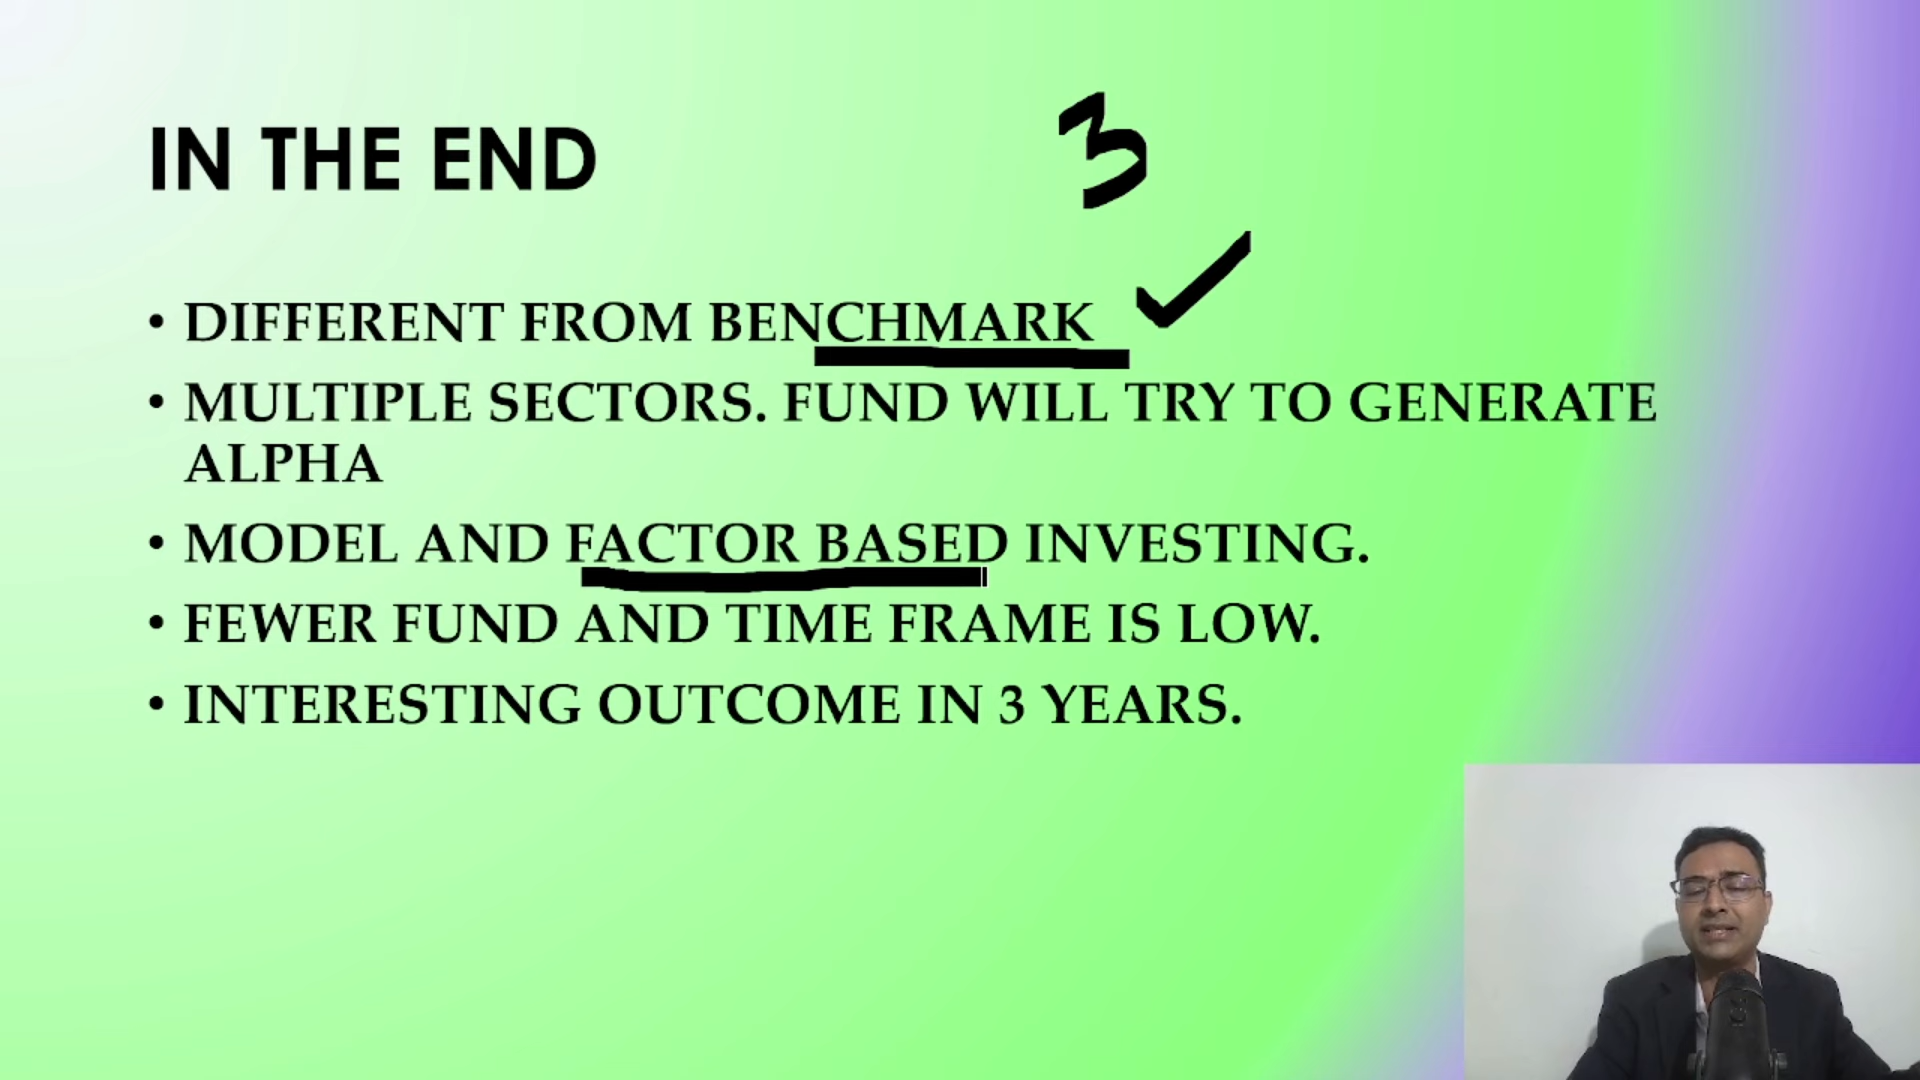 IN THE END
3
• DIFFERENT FROM BENCHMARK
• MULTIPLE SECTORS. FUND WILL TRY TO GENERATE
ALPHA
• MODEL AND FACTOR BASED INVESTING.
• FEWER FUND AND TIME FRAME IS LOW.
• INTERESTING OUTCOME IN 3 YEARS.